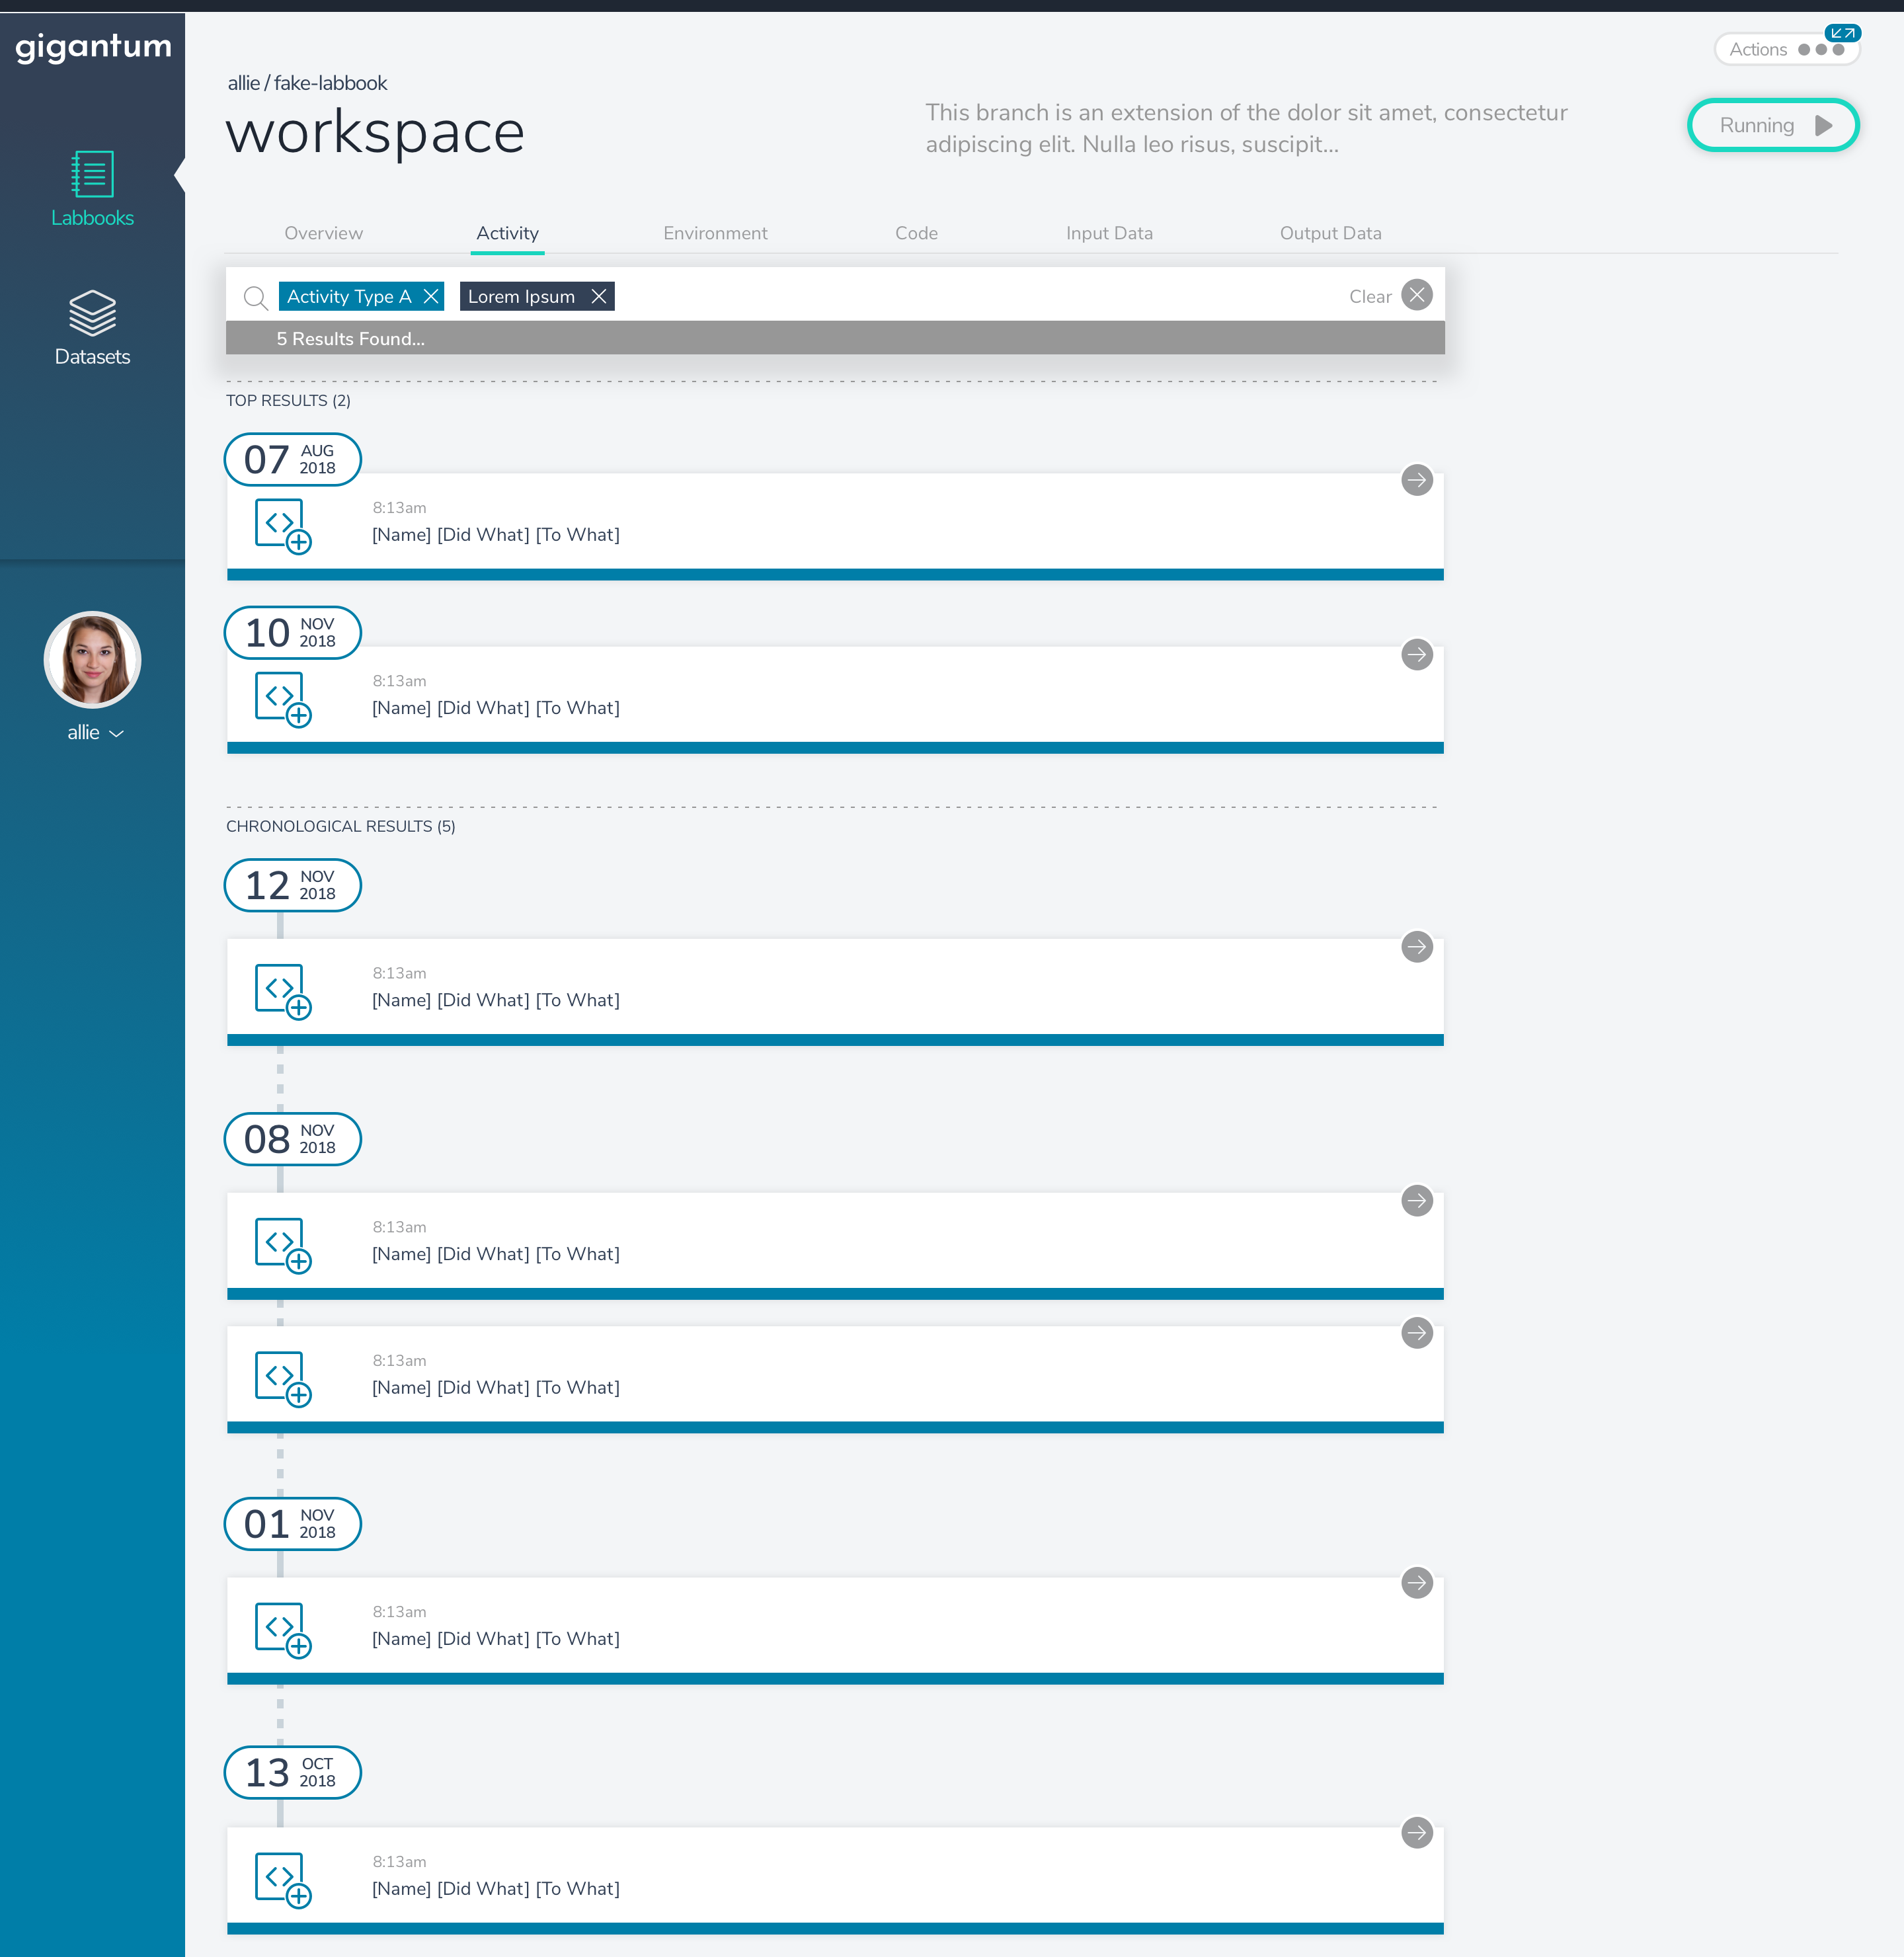 gigantum
Labbooks
Datasets
allie
Actions
allie / fake-labbook
workspace
This branch is an extension of the dolor sit amet, consectetur
adipiscing elit. Nulla leo risus, suscipit...
Running
Overview Activity Environment Code Input Data Output Data
Activity Type A Lorem Ipsum Clear
5 Results Found...
TOP RESULTS (2)
07 AUG 2018
8:13am
[Name] [Did What] [To What]
10 NOV 2018
8:13am
[Name] [Did What] [To What]
CHRONOLOGICAL RESULTS (5)
12 NOV 2018
8:13am
[Name] [Did What] [To What]
08 NOV 2018
8:13am
[Name] [Did What] [To What]
8:13am
[Name] [Did What] [To What]
01 NOV 2018
8:13am
[Name] [Did What] [To What]
13 OCT 2018
8:13am
[Name] [Did What] [To What]